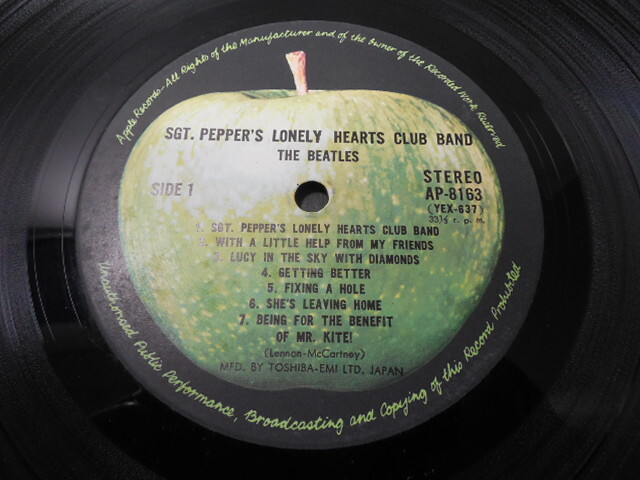 Apple Records-All Rights of the Manufacturer and of the Owner of the Recorded Work Reserved
SGT. PEPPER'S LONELY HEARTS CLUB BAND
THE BEATLES
SIDE 1
STEREO
AP-8163
(YEX-637)
33⅓ r. p. m.
1. SGT. PEPPER'S LONELY HEARTS CLUB BAND
2. WITH A LITTLE HELP FROM MY FRIENDS
3. LUCY IN THE SKY WITH DIAMONDS
4. GETTING BETTER
5. FIXING A HOLE
6. SHE'S LEAVING HOME
7. BEING FOR THE BENEFIT
OF MR. KITE!
(Lennon-McCartney)
MFD. BY TOSHIBA-EMI LTD, JAPAN
Unauthorised Public Performance, Broadcasting and Copying of this Record Prohibited